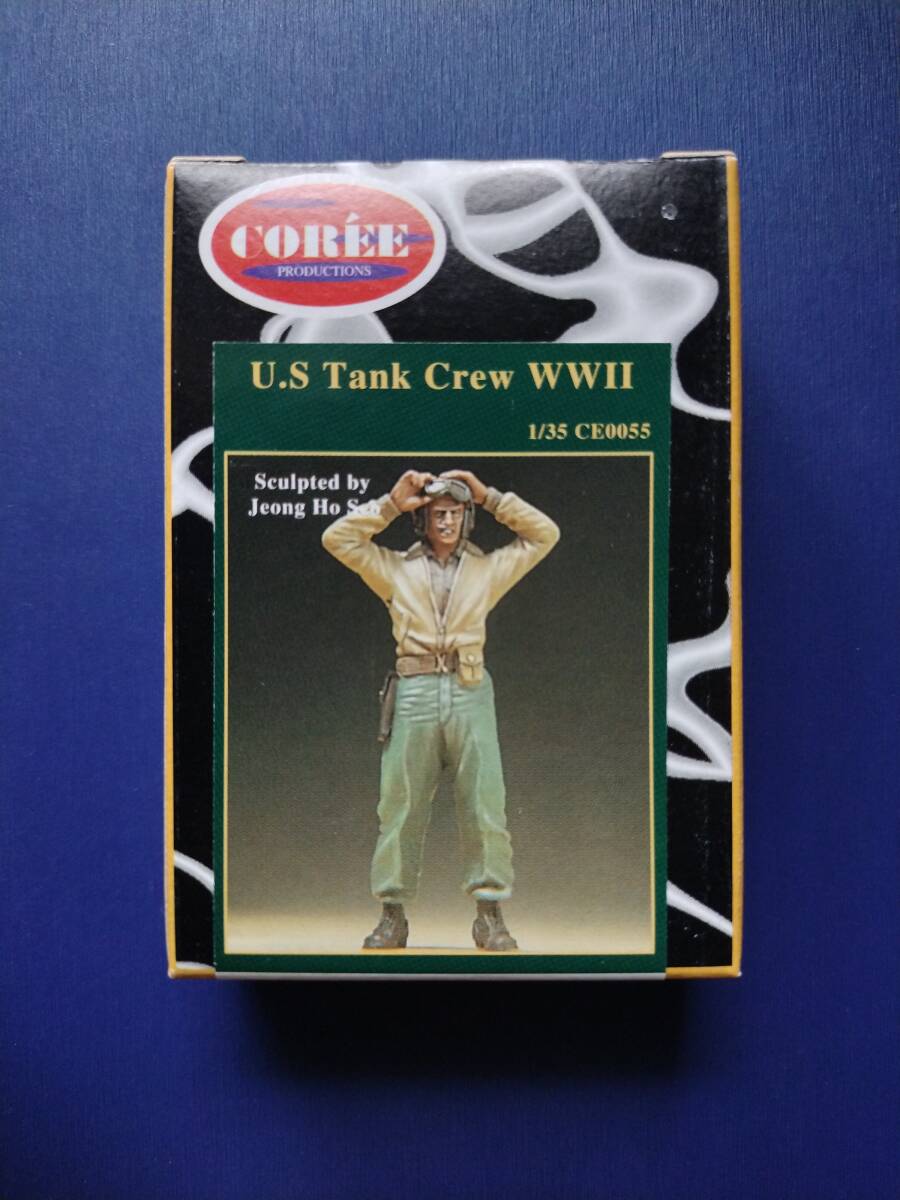 CORÉE
PRODUCTIONS
U.S Tank Crew WWII
1/35 CE0055
Sculpted by
Jeong Ho